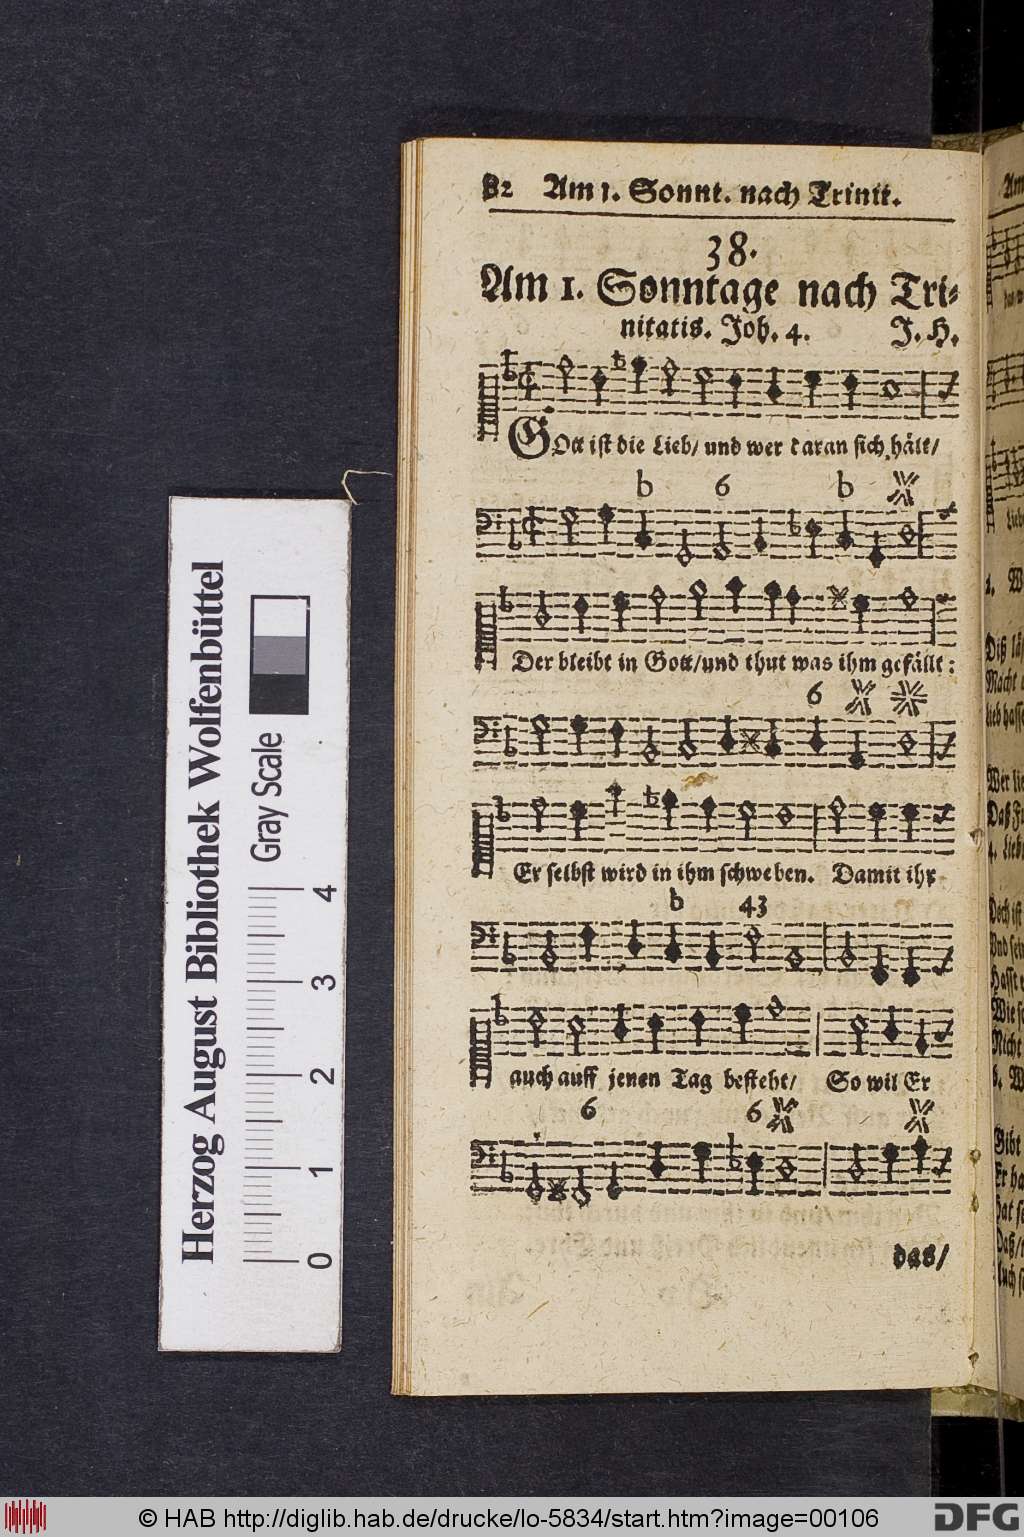 82 Am 1. Sonnt. nach Trinit.
38.
Am 1. Sonntage nach Tri-
nitatis. Joh. 4. J. H.
GOtt ist die Lieb/ und wer daran sich hält/
b 6 b
Der bleibt in Gott/und thut was ihm gefällt:
6
Er selbst wird in ihm schweben. Damit ihr
b 43
auch auff jenen Tag besteht/ So wil Er
6 6
das/
Herzog August Bibliothek Wolfenbüttel
Gray Scale
0 1 2 3 4
© HAB http://diglib.hab.de/drucke/lo-5834/start.htm?image=00106
DFG